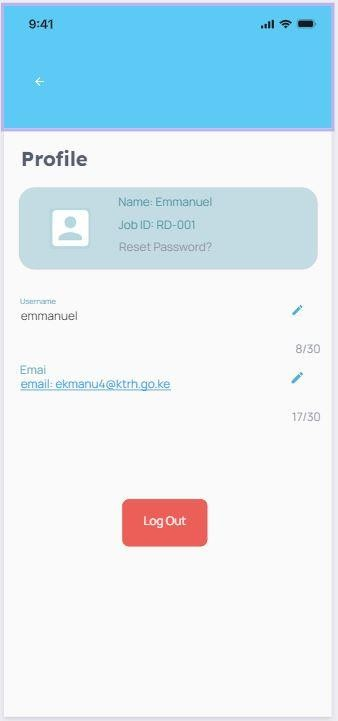 9:41
Profile
Name: Emmanuel
Job ID: RD-001
Reset Password?
Username
emmanuel
8/30
Emai
email: ekmanu4@ktrh.go.ke
17/30
Log Out